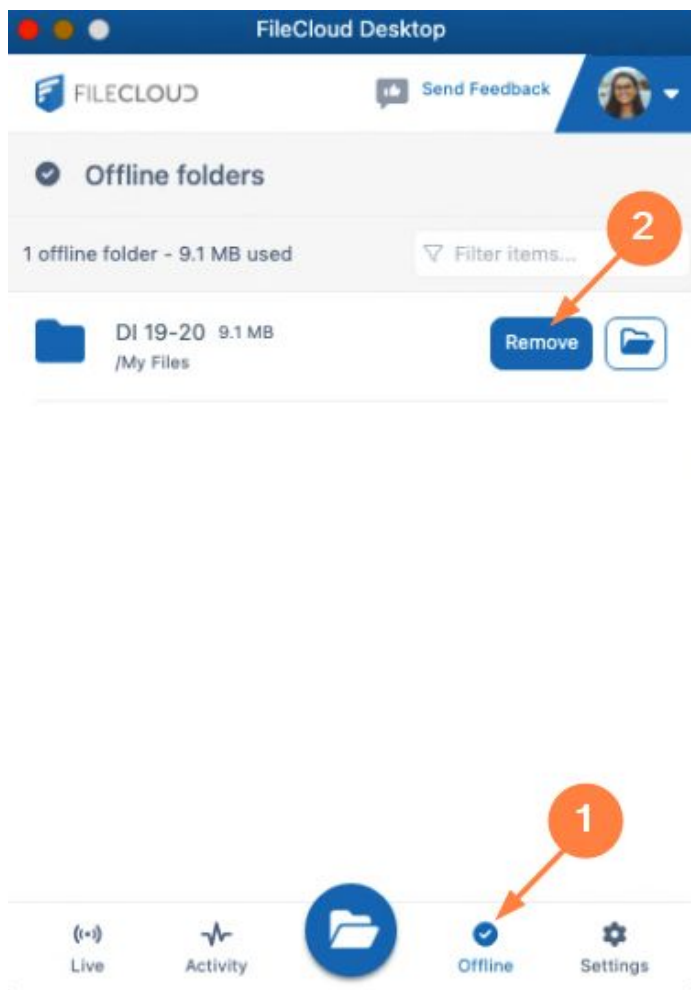 FileCloud Desktop
FILECLOUD
Send Feedback
Offline folders
1 offline folder - 9.1 MB used
Filter items...
2
DI 19-20 9.1 MB
/My Files
Remove
1
Live
Activity
Offline
Settings